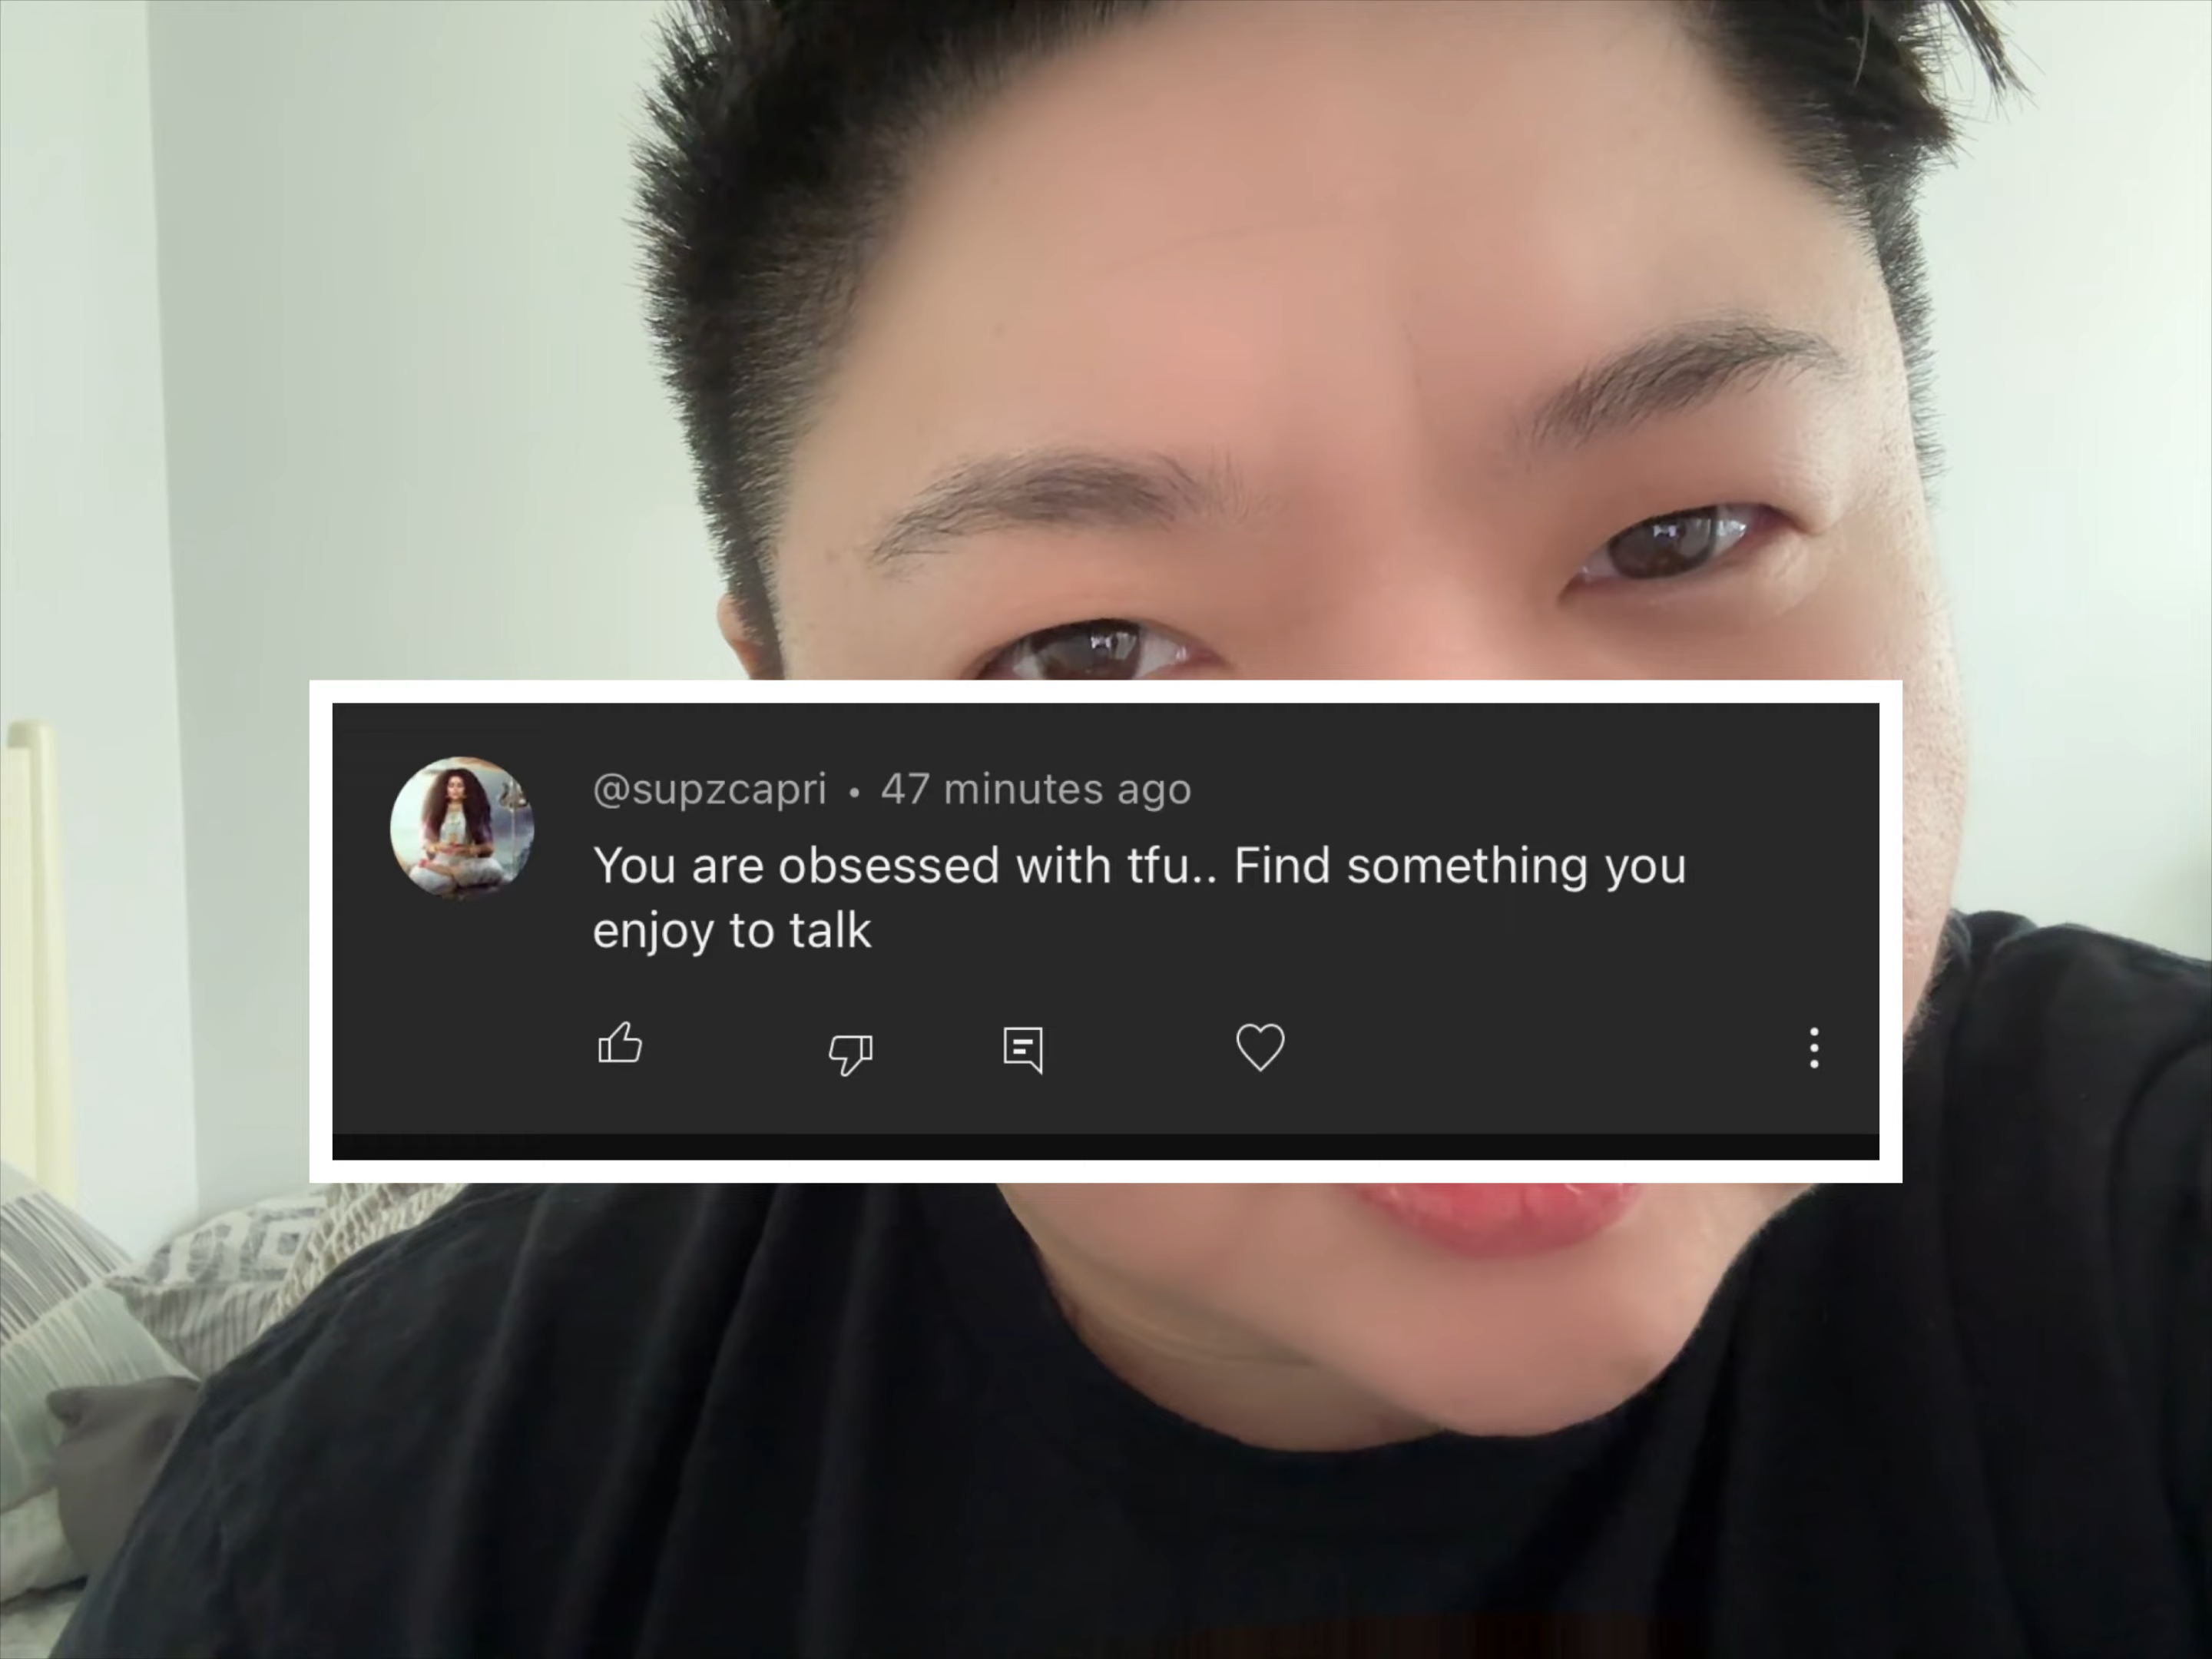 @supzcapri • 47 minutes ago
You are obsessed with tfu.. Find something you
enjoy to talk